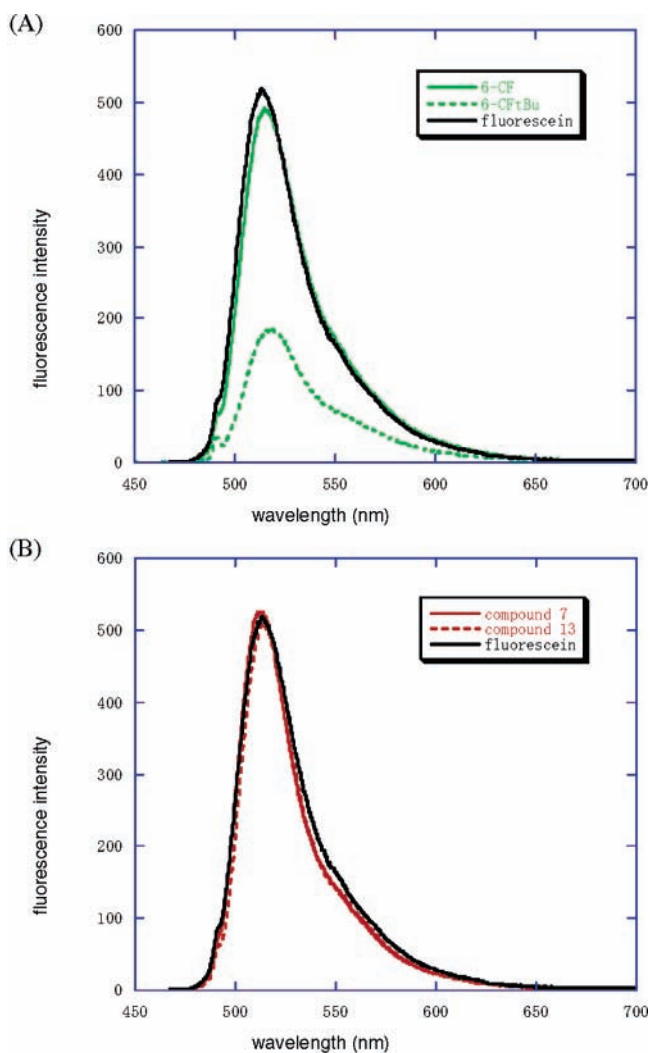 (A)
600
500
400
300
200
100
0
fluorescence intensity
6-CF
6-CFtBu
fluorescein
450 500 550 600 650 700
wavelength (nm)
(B)
600
500
400
300
200
100
0
fluorescence intensity
compound 7
compound 13
fluorescein
450 500 550 600 650 700
wavelength (nm)